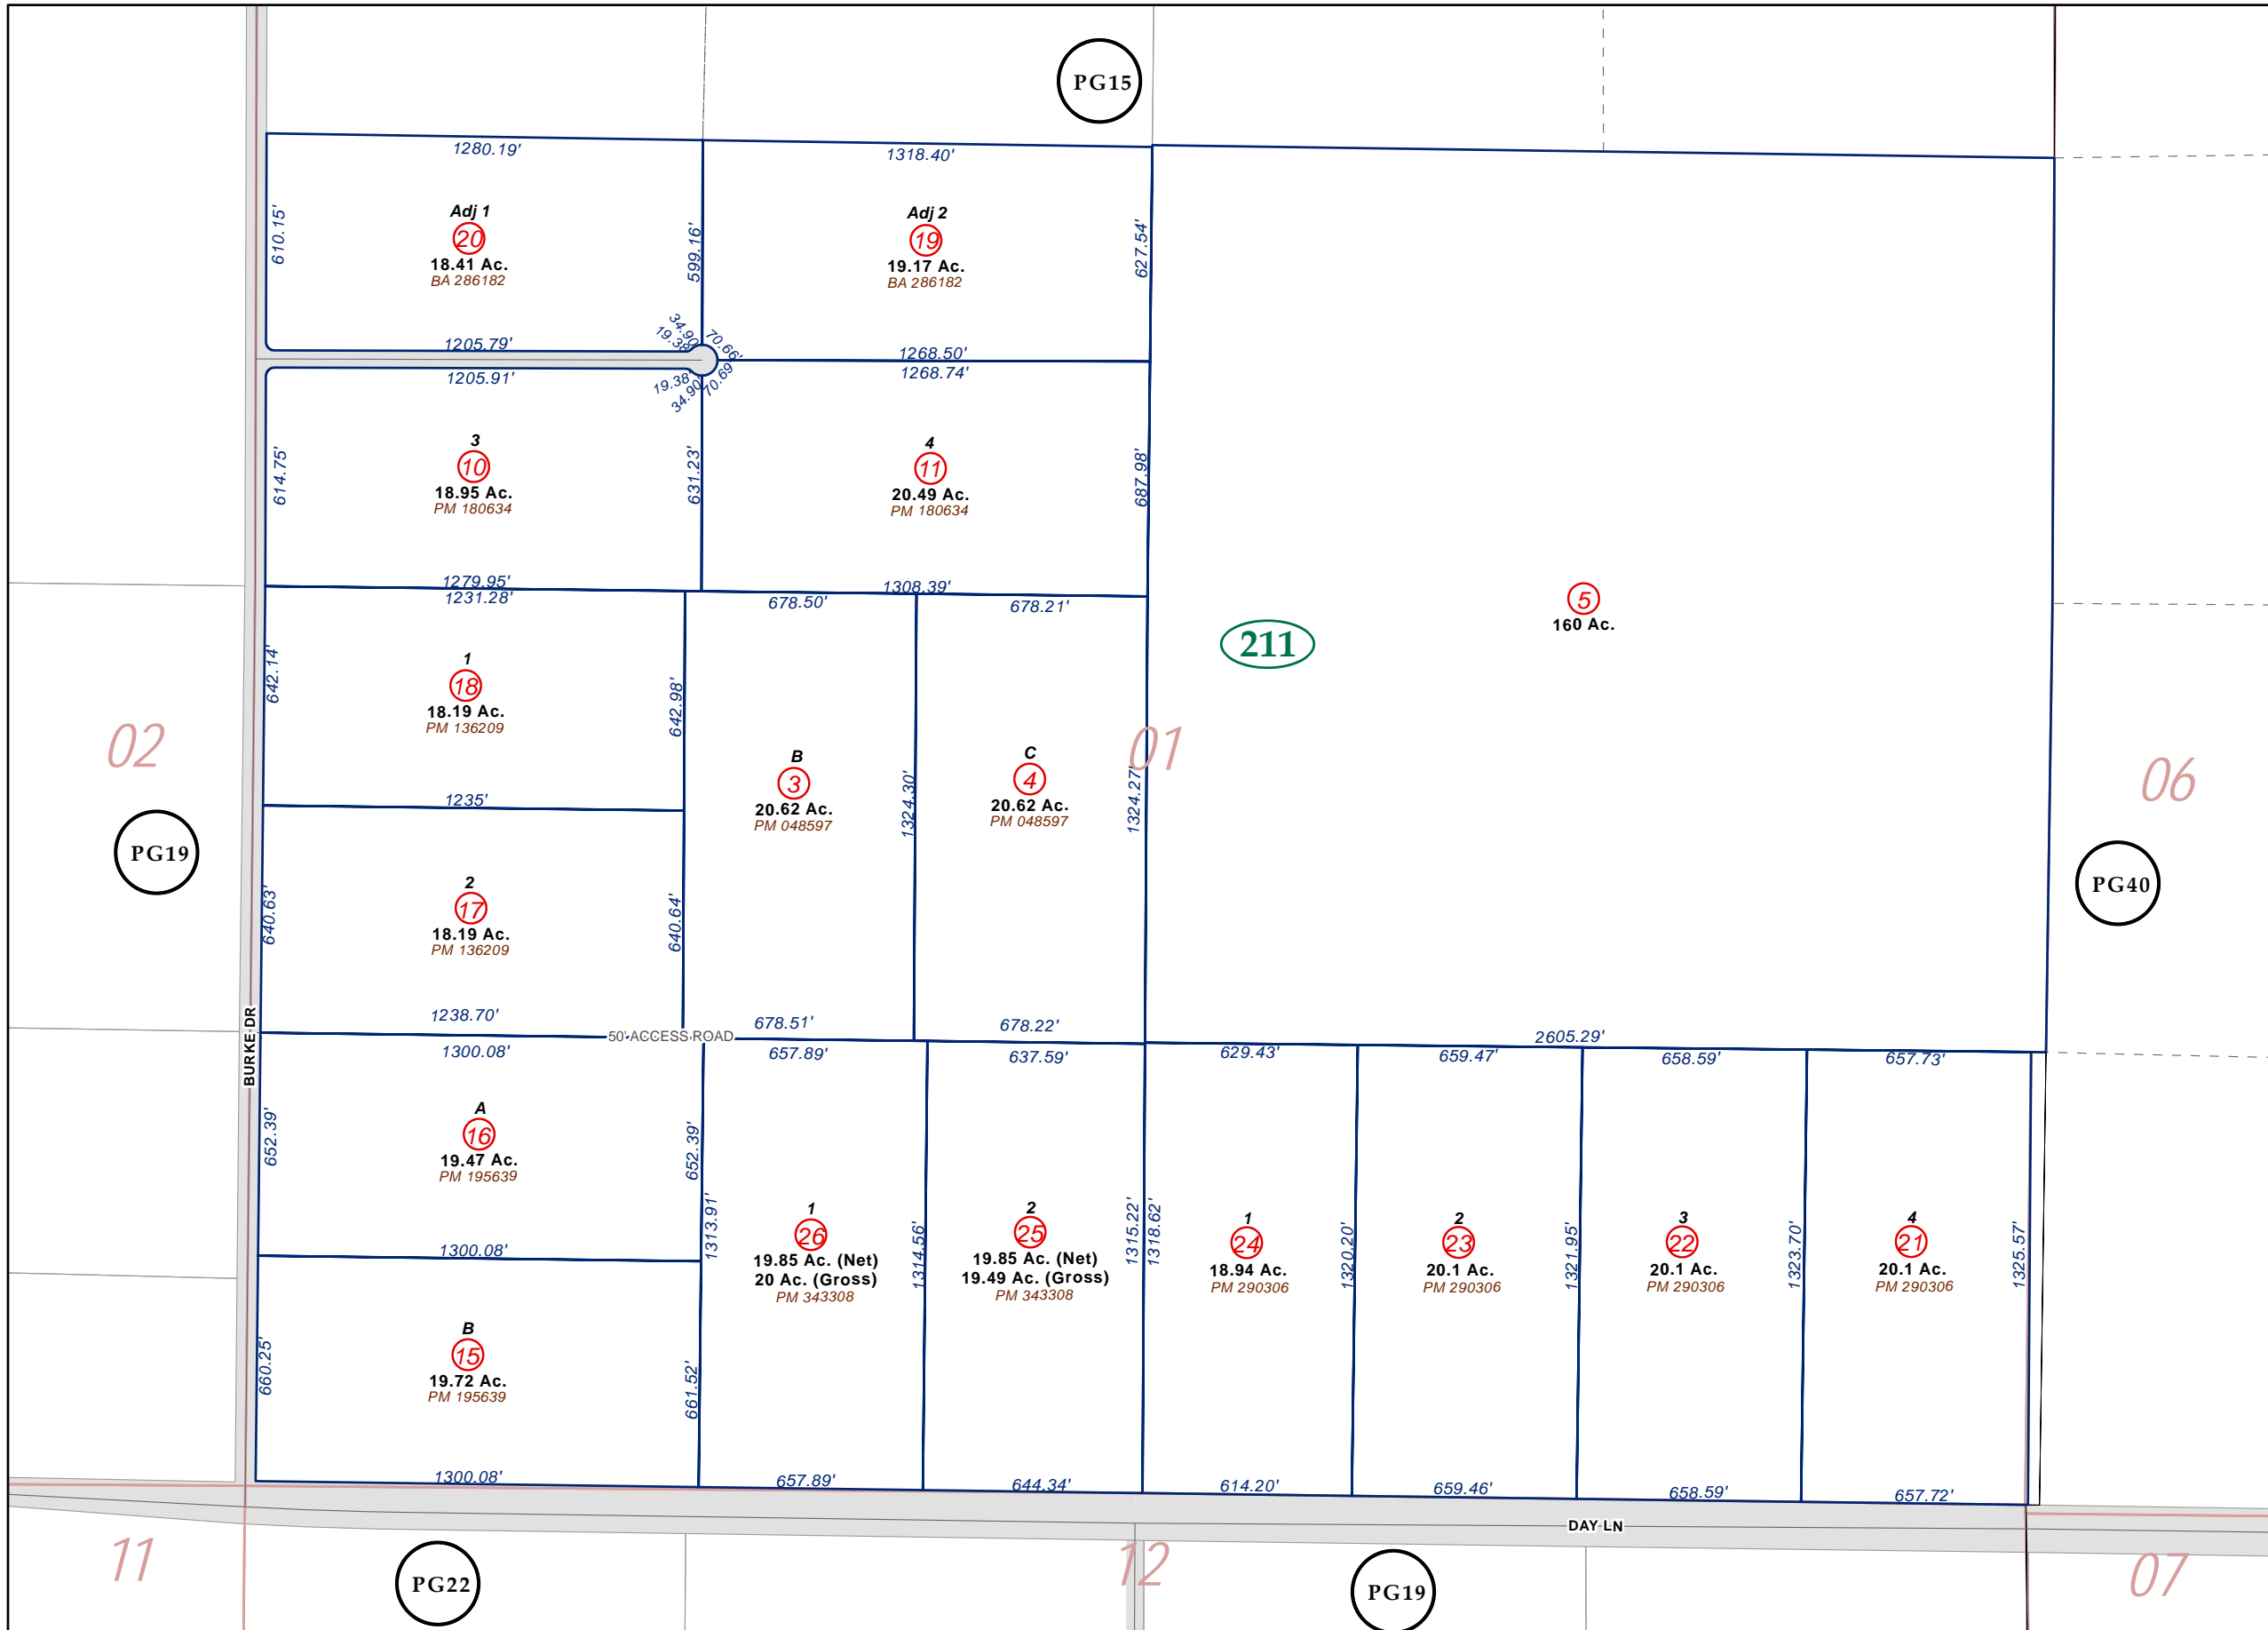 PG15
1280.19'
1318.40'
610.15'
Adj 1
20
18.41 Ac.
BA 286182
599.16'
Adj 2
19
19.17 Ac.
BA 286182
627.54'
34.90'
19.38'
70.66'
1205.79'
1268.50'
1205.91'
19.38'
34.90'
70.69'
1268.74'
614.75'
3
10
18.95 Ac.
PM 180634
631.23'
4
11
20.49 Ac.
PM 180634
687.98'
1279.95'
1308.39'
1231.28'
678.50'
678.21'
5
160 Ac.
211
642.14'
1
18
18.19 Ac.
PM 136209
642.98'
02
B
3
20.62 Ac.
PM 048597
1324.30'
C
4
20.62 Ac.
PM 048597
1324.27'
01
06
1235'
PG19
PG40
640.63'
2
17
18.19 Ac.
PM 136209
640.64'
1238.70'
50' ACCESS ROAD
678.51'
678.22'
2605.29'
BURKE DR
1300.08'
657.89'
637.59'
629.43'
659.47'
658.59'
657.73'
652.39'
A
16
19.47 Ac.
PM 195639
652.39'
1313.91'
1
26
19.85 Ac. (Net)
20 Ac. (Gross)
PM 343308
1314.56'
2
25
19.85 Ac. (Net)
19.49 Ac. (Gross)
PM 343308
1315.22'
1318.62'
1
24
18.94 Ac.
PM 290306
1320.20'
2
23
20.1 Ac.
PM 290306
1321.95'
3
22
20.1 Ac.
PM 290306
1323.70'
4
21
20.1 Ac.
PM 290306
1325.57'
1300.08'
660.25'
B
15
19.72 Ac.
PM 195639
661.52'
1300.08'
657.89'
644.34'
614.20'
659.46'
658.59'
657.72'
DAY LN
11
PG22
12
PG19
07